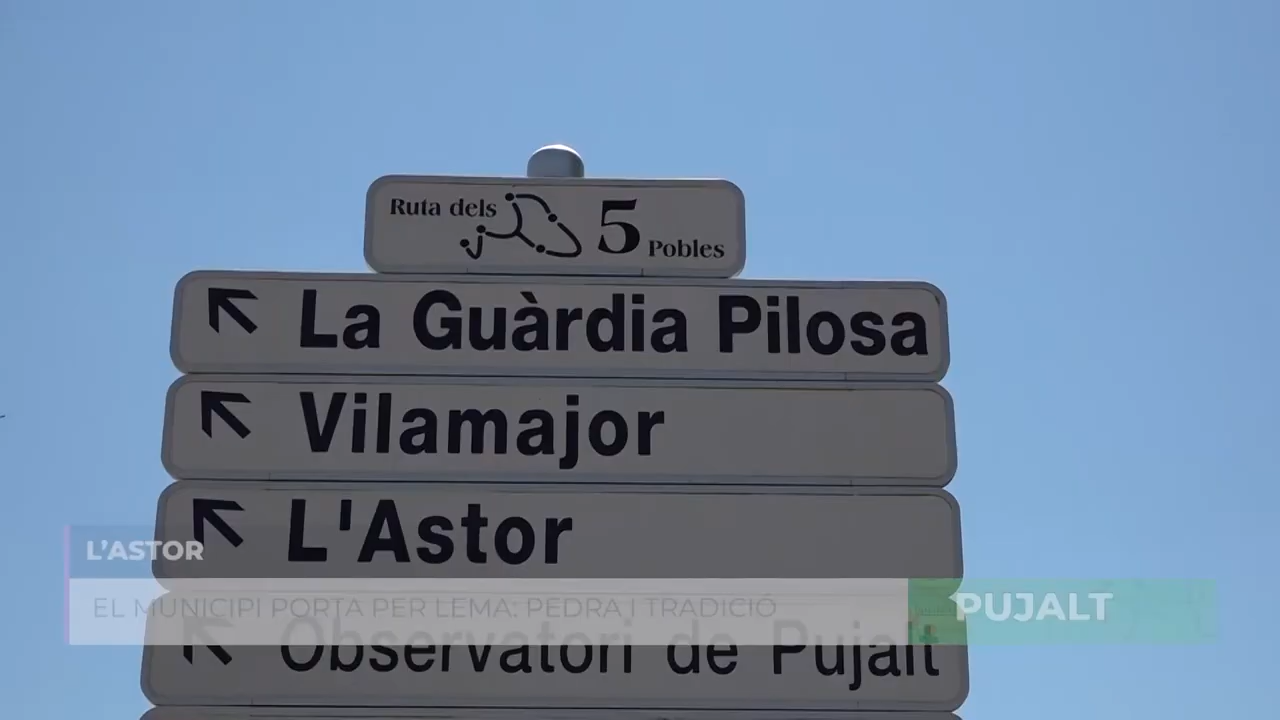 Ruta dels 5 Pobles
La Guàrdia Pilosa
Vilamajor
L'Astor
L'ASTOR
EL MUNICIPI PORTA PER LEMA: PEDRA I TRADICIÓ
PUJALT
Observatori de Pujalt